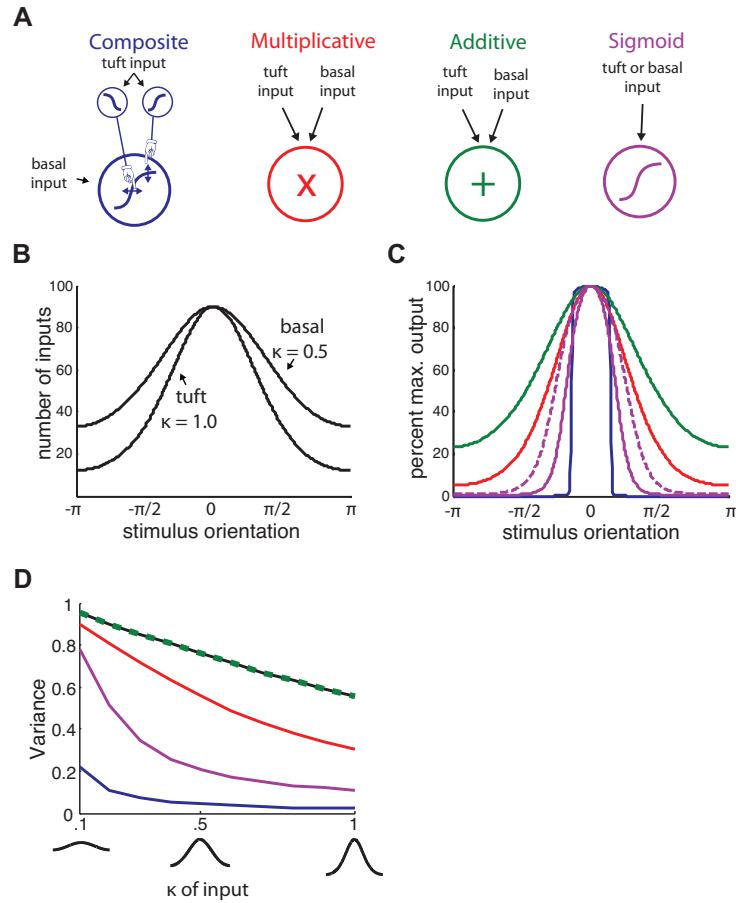 A
Composite
tuft input
basal
input
Multiplicative
tuft
input
basal
input
x
Additive
tuft
input
basal
input
+
Sigmoid
tuft or basal
input
B
100
80
60
40
20
number of inputs
basal
κ = 0.5
tuft
κ = 1.0
-π
-π/2
0
π/2
π
stimulus orientation
C
100
80
60
40
20
0
percent max. output
-π
-π/2
0
π/2
π
stimulus orientation
D
1
0.8
0.6
0.4
0.2
0
Variance
.1
.5
1
κ of input